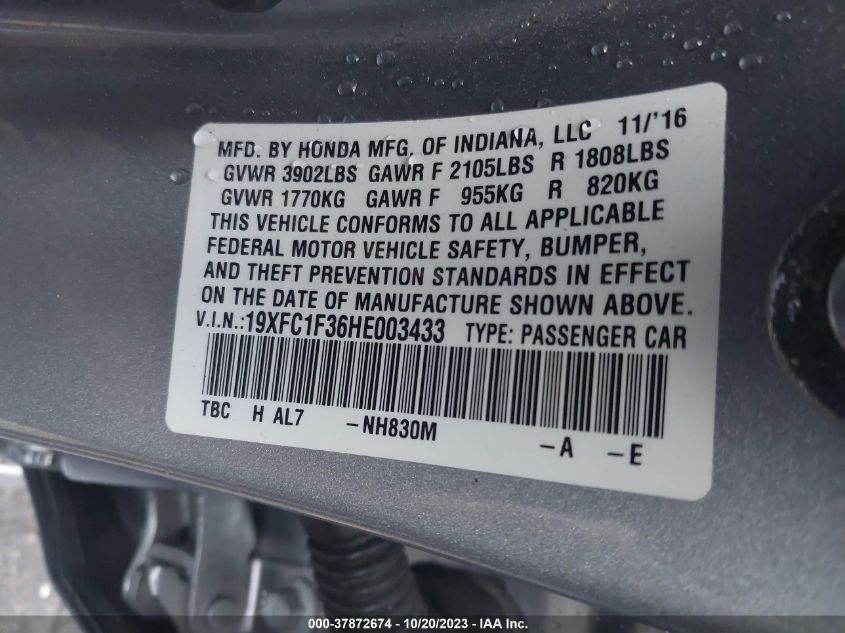 MFD. BY HONDA MFG. OF INDIANA, LLC 11/'16
GVWR 3902LBS GAWR F 2105LBS R 1808LBS
GVWR 1770KG GAWR F 955KG R 820KG
THIS VEHICLE CONFORMS TO ALL APPLICABLE
FEDERAL MOTOR VEHICLE SAFETY, BUMPER,
AND THEFT PREVENTION STANDARDS IN EFFECT
ON THE DATE OF MANUFACTURE SHOWN ABOVE.
V.I.N.:19XFC1F36HE003433 TYPE: PASSENGER CAR
TBC H AL7 -NH830M -A -E
000-37872674 - 10/20/2023 - IAA Inc.